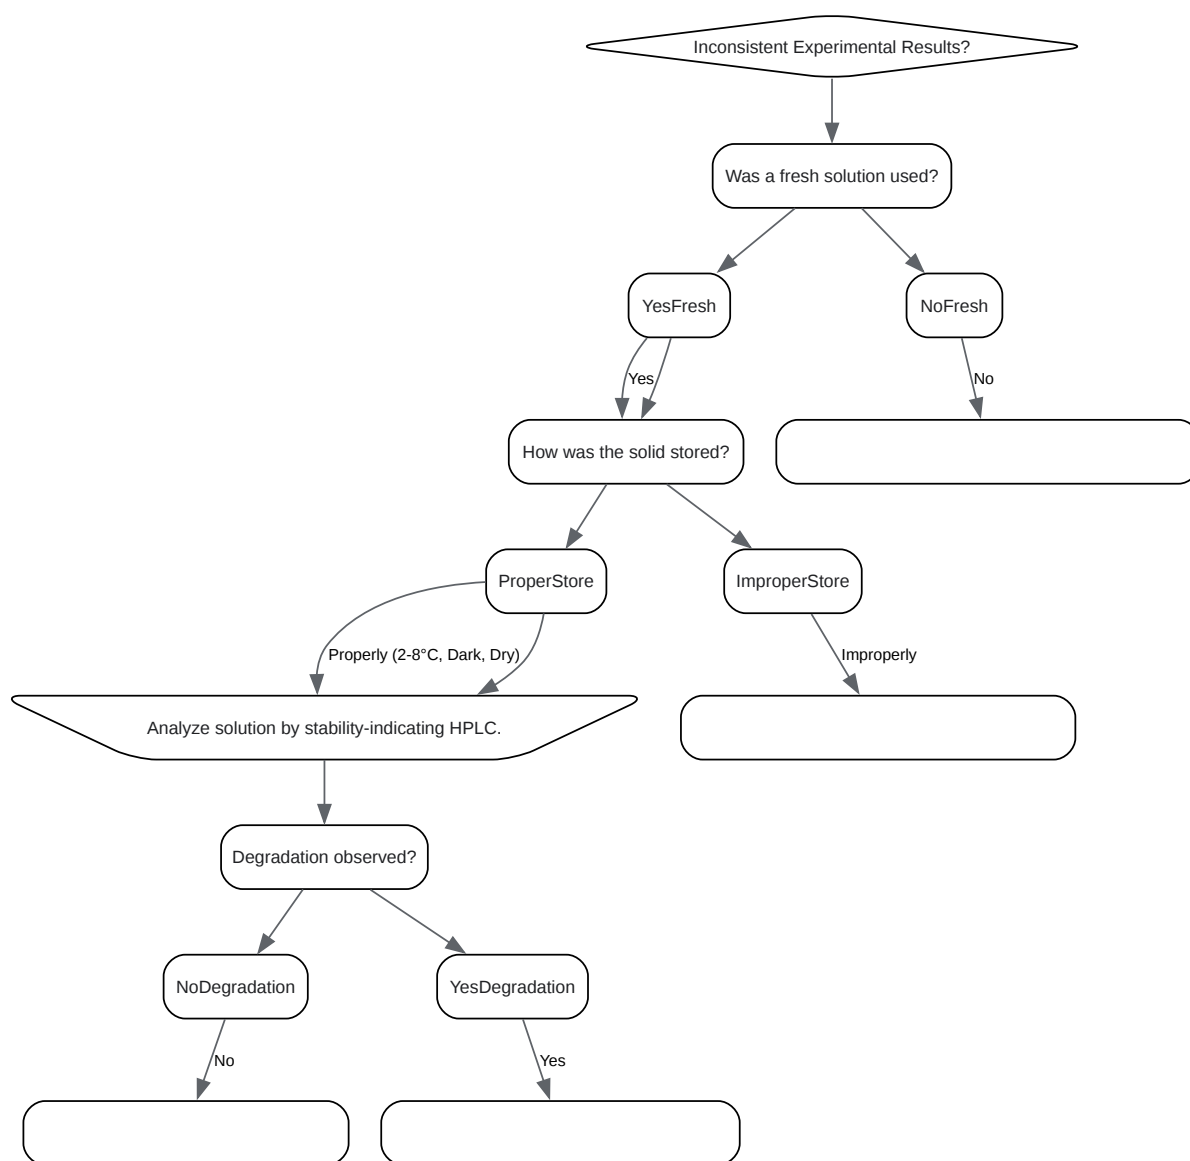 Inconsistent Experimental Results?
Was a fresh solution used?
YesFresh
NoFresh
Yes
No
How was the solid stored?
ProperStore
ImproperStore
Properly (2-8°C, Dark, Dry)
Improperly
Analyze solution by stability-indicating HPLC.
Degradation observed?
NoDegradation
YesDegradation
No
Yes